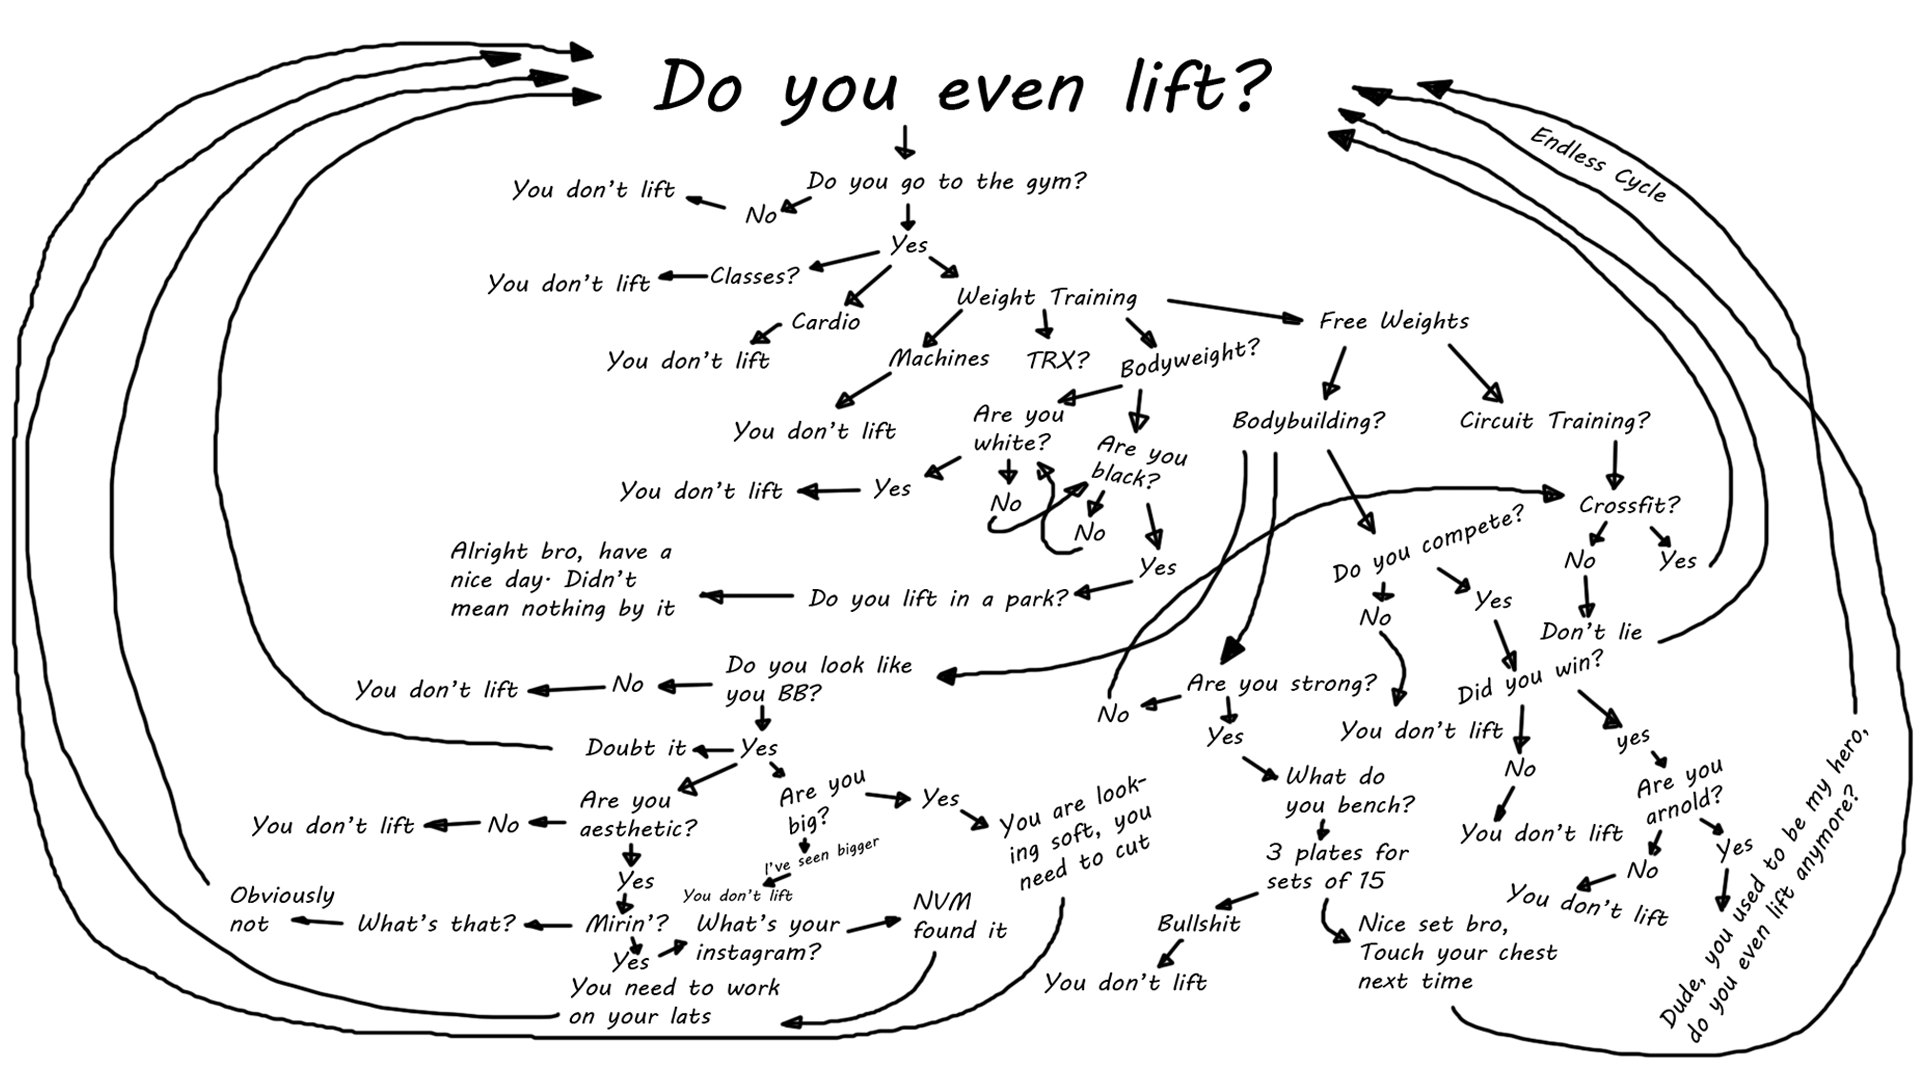 Do you even lift?
Endless Cycle
Do you go to the gym?
You don't lift
No
Yes
Classes?
You don't lift
Cardio
You don't lift
Weight Training
Free Weights
Machines
TRX?
Bodyweight?
You don't lift
Are you
white?
Are you
black?
Bodybuilding?
Circuit Training?
You don't lift
Yes
No
No
Yes
Crossfit?
No
Yes
Don't lie
Alright bro, have a
nice day. Didn't
mean nothing by it
Do you lift in a park?
Do you compete?
No
Yes
You don't lift
No
Do you look like
you BB?
Are you strong?
No
Yes
You don't lift
Did you win?
No
yes
Doubt it
Yes
Are you
aesthetic?
Are you
big?
Yes
You are look-
ing soft, you
need to cut
What do
you bench?
You don't lift
Are you
arnold?
You don't lift
No
Yes
I've seen bigger
You don't lift
3 plates for
sets of 15
No
Yes
You don't lift
Dude, you used to be my hero,
do you even lift anymore?
Obviously
not
What's that?
Mirin'?
What's your
instagram?
NVM
found it
Yes
Bullshit
Nice set bro,
Touch your chest
next time
You need to work
on your lats
You don't lift